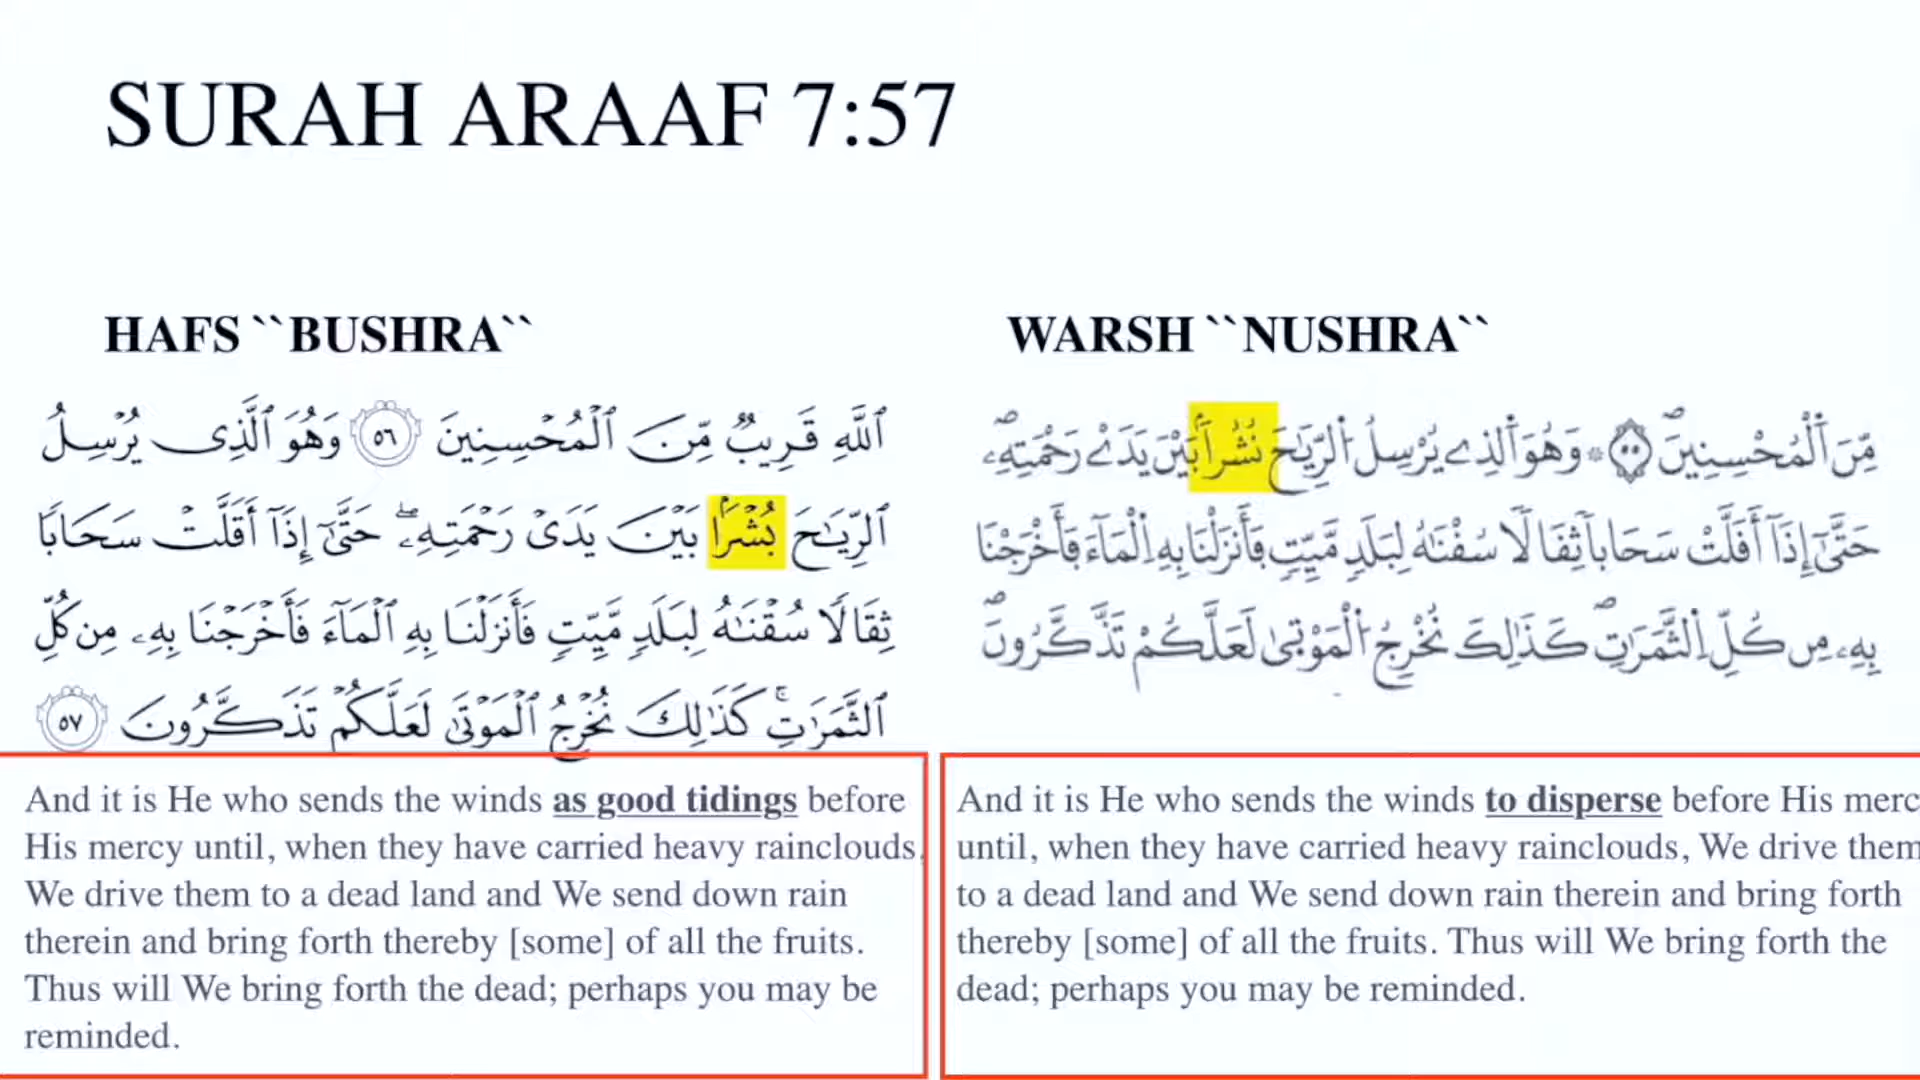 SURAH ARAAF 7:57
HAFS ``BUSHRA``
ٱللَّهِ قَرِيبٌ مِّنَ ٱلْمُحْسِنِينَ ٥٦ وَهُوَ ٱلَّذِى يُرْسِلُ
ٱلرِّيَٰحَ بُشْرًۢا بَيْنَ يَدَىْ رَحْمَتِهِۦ ۖ حَتَّىٰٓ إِذَآ أَقَلَّتْ سَحَابًا
ثِقَالًا سُقْنَٰهُ لِبَلَدٍ مَّيِّتٍ فَأَنزَلْنَا بِهِ ٱلْمَآءَ فَأَخْرَجْنَا بِهِۦ مِن كُلِّ
ٱلثَّمَرَٰتِ ۚ كَذَٰلِكَ نُخْرِجُ ٱلْمَوْتَىٰ لَعَلَّكُمْ تَذَكَّرُونَ ٥٧
And it is He who sends the winds as good tidings before
His mercy until, when they have carried heavy rainclouds,
We drive them to a dead land and We send down rain
therein and bring forth thereby [some] of all the fruits.
Thus will We bring forth the dead; perhaps you may be
reminded.
WARSH ``NUSHRA``
مِّنَ ٱلْمُحْسِنِينَ ٥٥ وَهُوَ ٱلَّذِے يُرْسِلُ ٱلرِّيَٰحَ نُشُراَۢ بَيْنَ يَدَےْ رَحْمَتِهِۦ
حَتَّىٰٓ إِذَآ أَقَلَّتْ سَحَاباٗ ثِقَالاٗ سُقْنَٰهُ لِبَلَدٖ مَّيِّتٖ فَأَنزَلْنَا بِهِ اِ۬لْمَآءَ فَأَخْرَجْنَا
بِهِۦ مِن كُلِّ اِ۬لثَّمَرَٰتِ كَذَٰلِكَ نُخْرِجُ اُ۬لْمَوْتىٰ لَعَلَّكُمْ تَذَّكَّرُونَ
And it is He who sends the winds to disperse before His merc
until, when they have carried heavy rainclouds, We drive them
to a dead land and We send down rain therein and bring forth
thereby [some] of all the fruits. Thus will We bring forth the
dead; perhaps you may be reminded.